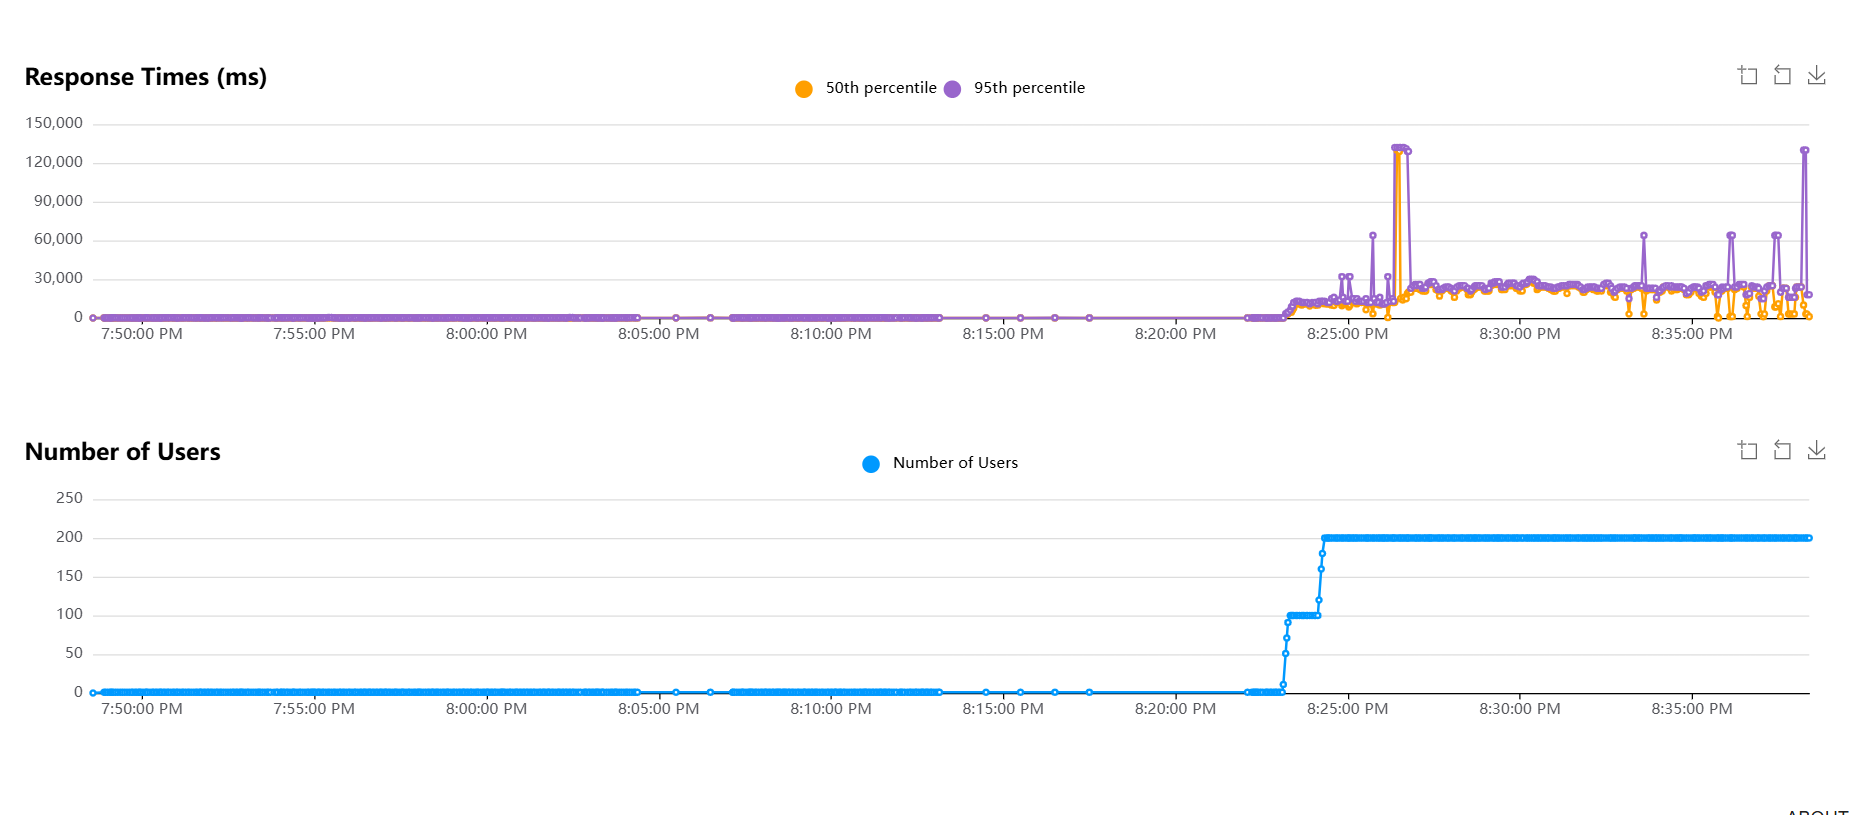 Response Times (ms)
50th percentile 95th percentile
150,000
120,000
90,000
60,000
30,000
0
7:50:00 PM 7:55:00 PM 8:00:00 PM 8:05:00 PM 8:10:00 PM 8:15:00 PM 8:20:00 PM 8:25:00 PM 8:30:00 PM 8:35:00 PM
Number of Users
Number of Users
250
200
150
100
50
0
7:50:00 PM 7:55:00 PM 8:00:00 PM 8:05:00 PM 8:10:00 PM 8:15:00 PM 8:20:00 PM 8:25:00 PM 8:30:00 PM 8:35:00 PM
ABOUT